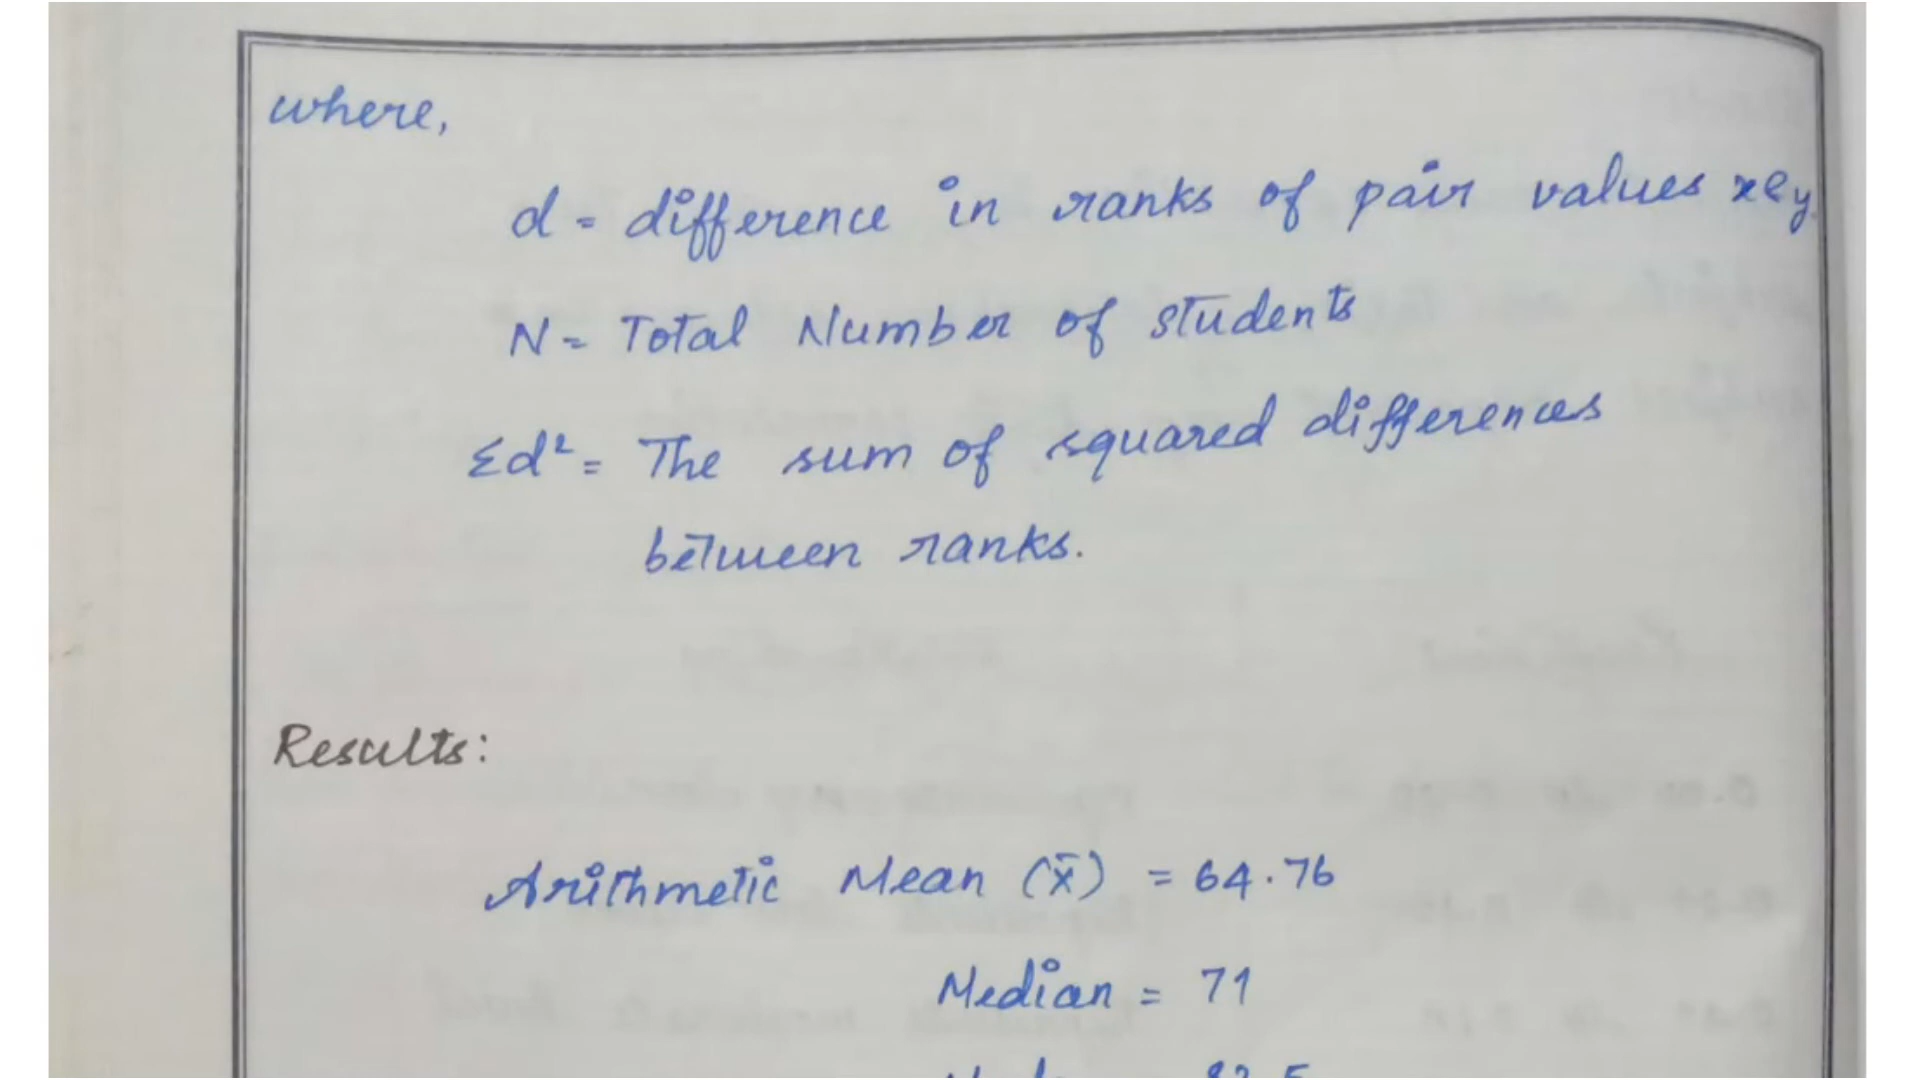 where,
d = difference in ranks of pair values x & y.
N = Total Number of students
Σd² = The sum of squared differences
between ranks.
Results:
Arithmetic Mean (x̄) = 64.76
Median = 71